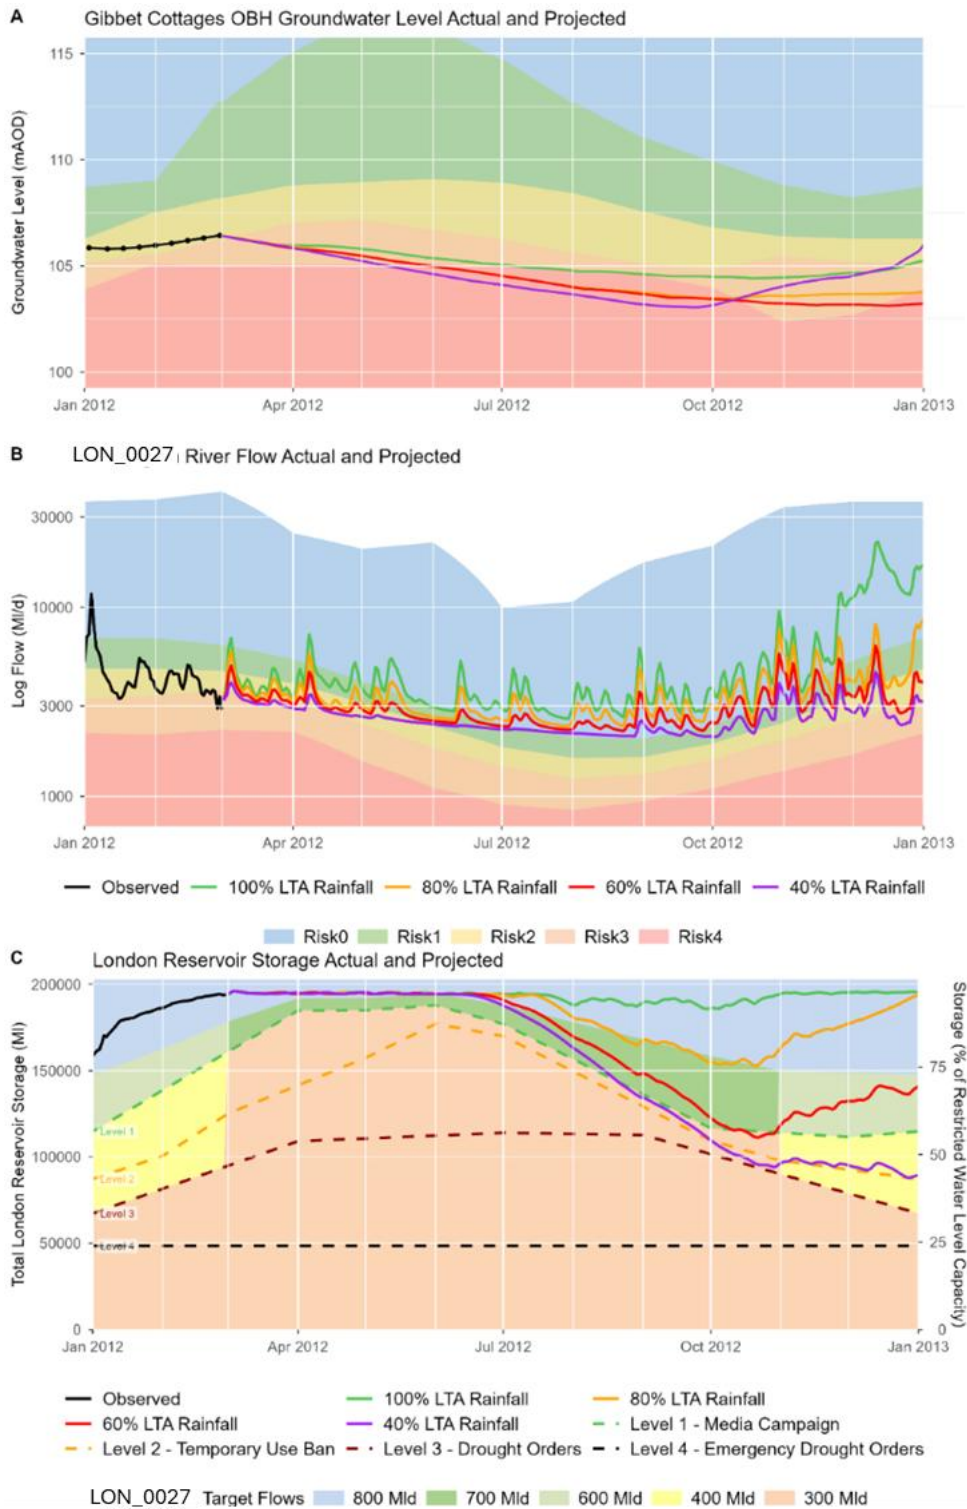 A
Gibbet Cottages OBH Groundwater Level Actual and Projected
Groundwater Level (mAOD)
115
110
105
100
Jan 2012 Apr 2012 Jul 2012 Oct 2012 Jan 2013
B
LON_0027 River Flow Actual and Projected
Log Flow (Ml/d)
30000
10000
3000
1000
Jan 2012 Apr 2012 Jul 2012 Oct 2012 Jan 2013
Observed 100% LTA Rainfall 80% LTA Rainfall 60% LTA Rainfall 40% LTA Rainfall
Risk0 Risk1 Risk2 Risk3 Risk4
C
London Reservoir Storage Actual and Projected
Total London Reservoir Storage (Ml)
200000
150000
100000
50000
0
Level 1
Level 2
Level 3
Level 4
75
50
25
0
Storage (% of Restricted Water Level Capacity)
Jan 2012 Apr 2012 Jul 2012 Oct 2012 Jan 2013
Observed 100% LTA Rainfall 80% LTA Rainfall
60% LTA Rainfall 40% LTA Rainfall Level 1 - Media Campaign
Level 2 - Temporary Use Ban Level 3 - Drought Orders Level 4 - Emergency Drought Orders
LON_0027 Target Flows 800 Mld 700 Mld 600 Mld 400 Mld 300 Mld